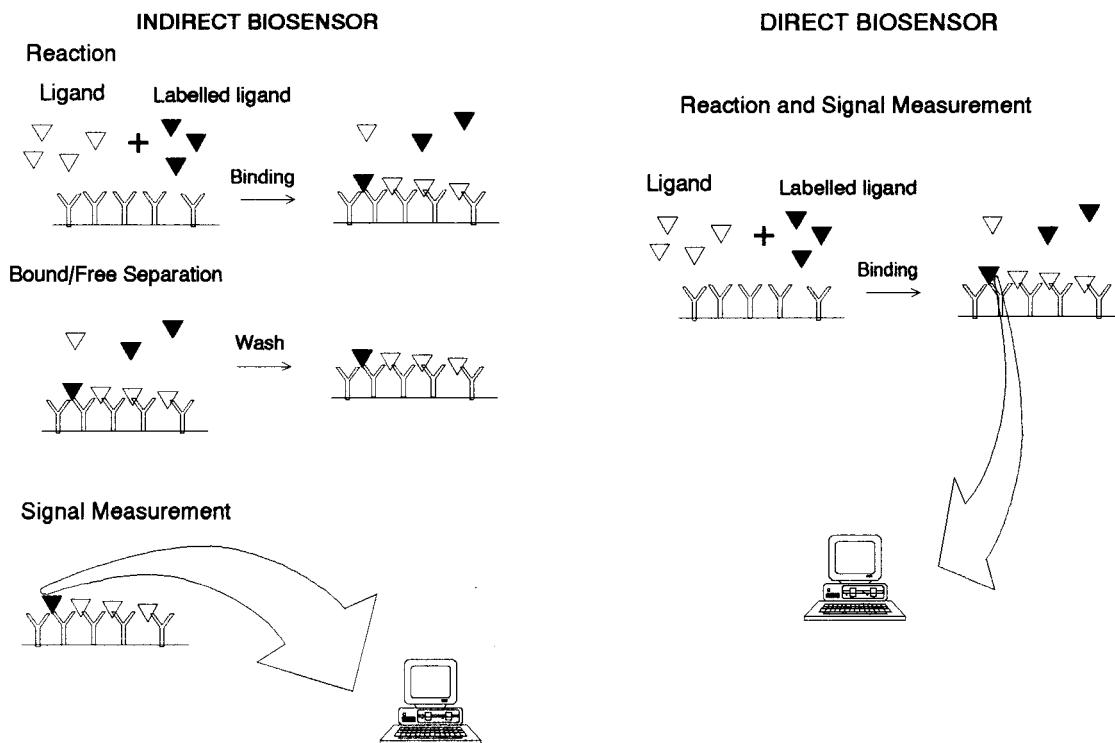 INDIRECT BIOSENSOR
Reaction
Ligand
Labelled ligand
Binding
Bound/Free Separation
Wash
Signal Measurement
DIRECT BIOSENSOR
Reaction and Signal Measurement
Ligand
Labelled ligand
Binding